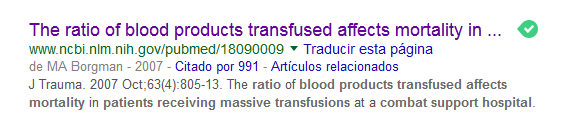 The ratio of blood products transfused affects mortality in ...
www.ncbi.nlm.nih.gov/pubmed/18090009 ▼ Traducir esta página
de MA Borgman - 2007 - Citado por 991 - Artículos relacionados
J Trauma. 2007 Oct;63(4):805-13. The ratio of blood products transfused affects
mortality in patients receiving massive transfusions at a combat support hospital.